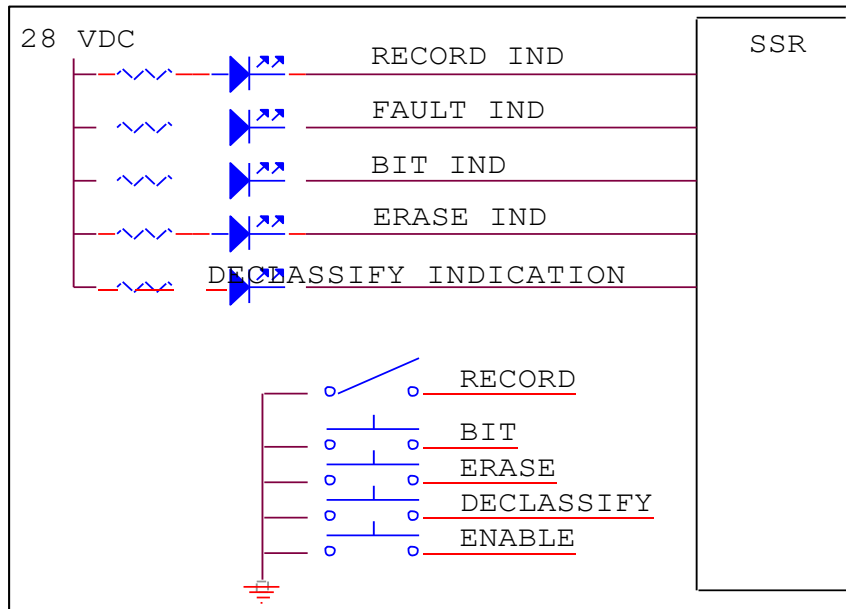 28 VDC
SSR
RECORD IND
FAULT IND
BIT IND
ERASE IND
DECLASSIFY INDICATION
RECORD
BIT
ERASE
DECLASSIFY
ENABLE